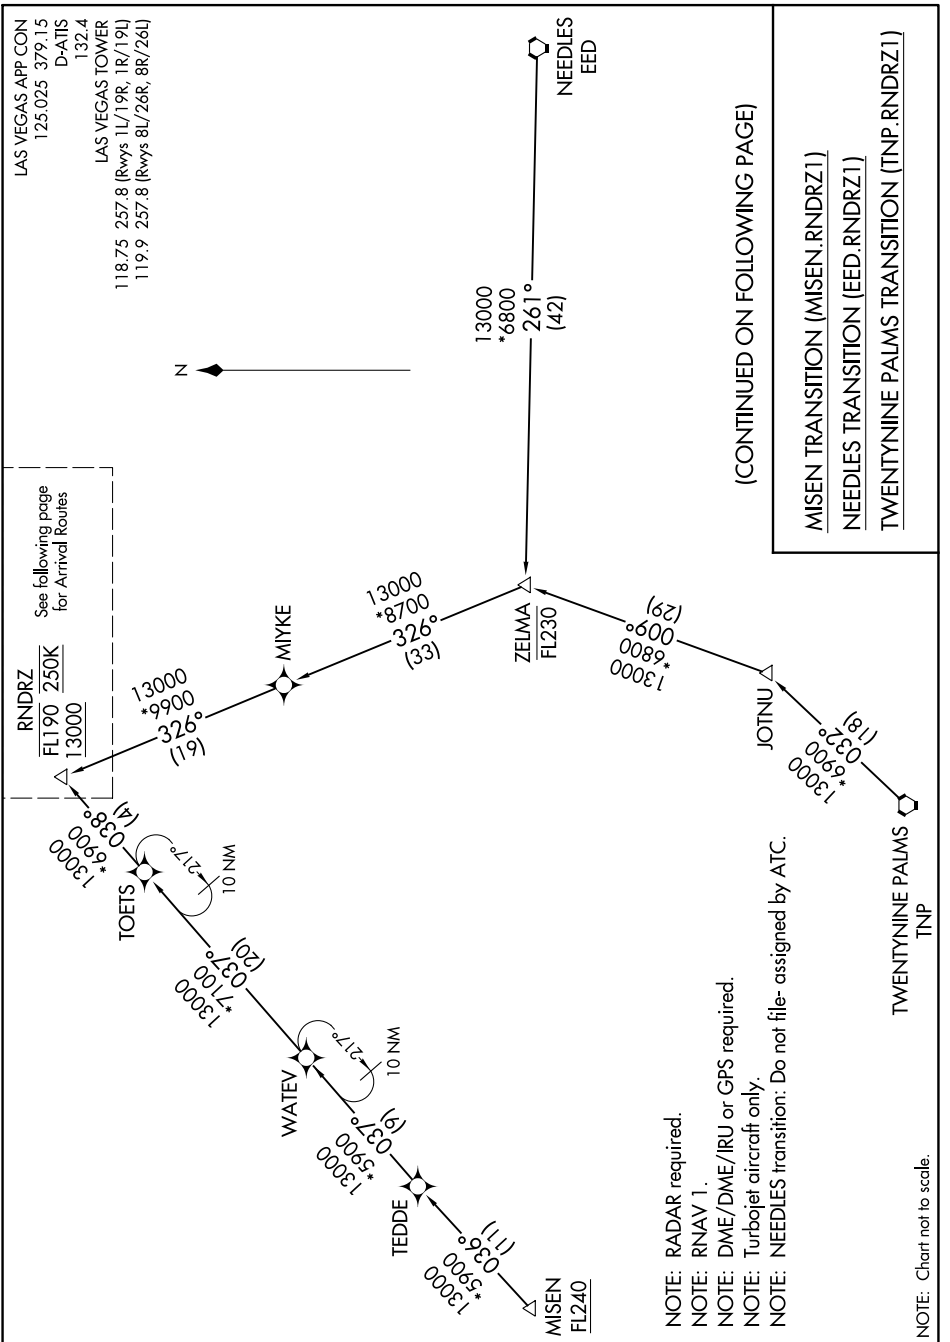 LAS VEGAS APP CON
125.025 379.15
D-ATIS
132.4
LAS VEGAS TOWER
118.75 257.8 (Rwys 1L/19R, 1R/19L)
119.9 257.8 (Rwys 8L/26R, 8R/26L)
N
RNDRZ
FL190 250K
13000
See following page
for Arrival Routes
13000
*6900
038°
(4)
TOETS
217°
10 NM
13000
*7100
037°
(20)
WATEV
217°
10 NM
13000
*5900
037°
(9)
TEDDE
13000
*5900
036°
(11)
MISEN
FL240
13000
*9900
326°
(19)
MIYKE
13000
*8700
326°
(33)
ZELMA
FL230
13000
*6800
261°
(42)
NEEDLES
EED
13000
*6800
009°
(29)
JOTNU
13000
*6900
032°
(18)
TWENTYNINE PALMS
TNP
NOTE: RADAR required.
NOTE: RNAV 1.
NOTE: DME/DME/IRU or GPS required.
NOTE: Turbojet aircraft only.
NOTE: NEEDLES transition: Do not file- assigned by ATC.
(CONTINUED ON FOLLOWING PAGE)
MISEN TRANSITION (MISEN.RNDRZ1)
NEEDLES TRANSITION (EED.RNDRZ1)
TWENTYNINE PALMS TRANSITION (TNP.RNDRZ1)
NOTE: Chart not to scale.